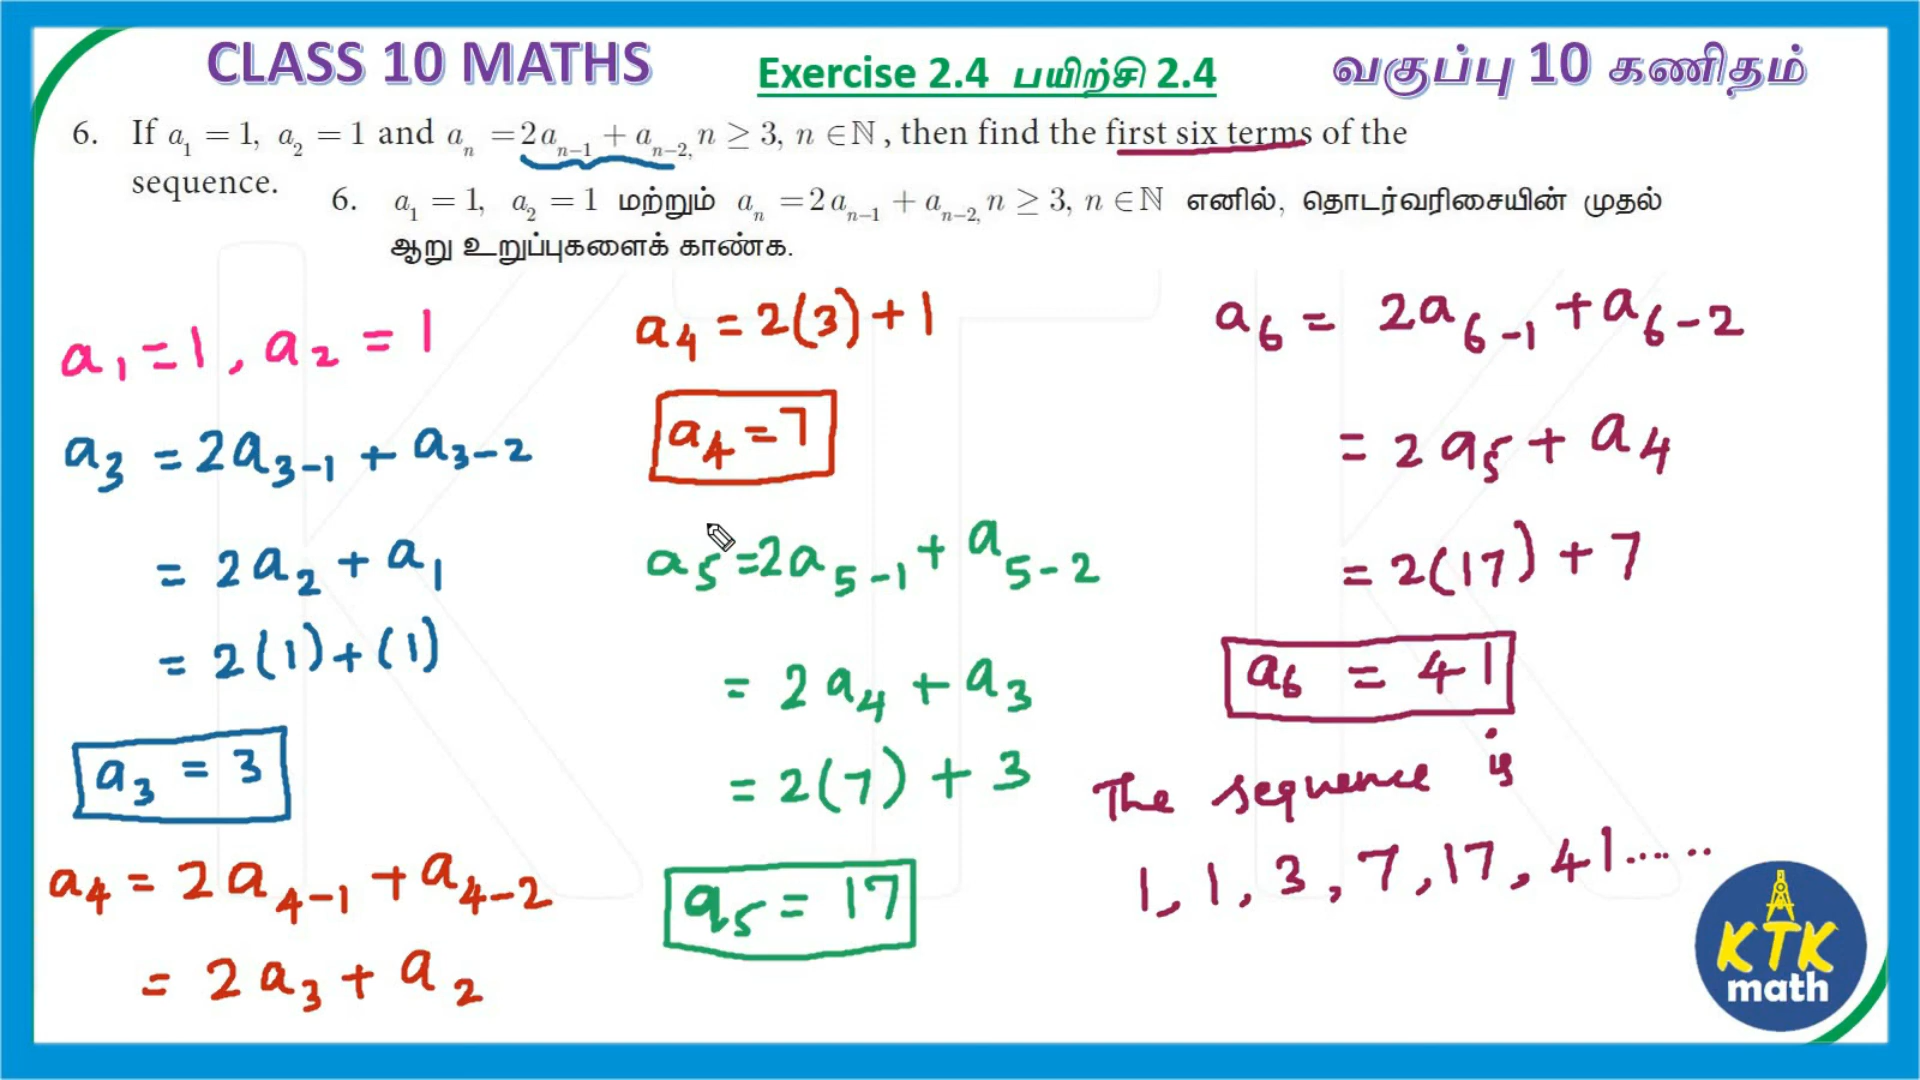 CLASS 10 MATHS
Exercise 2.4 பயிற்சி 2.4
வகுப்பு 10 கணிதம்
6. If a₁ = 1, a₂ = 1 and aₙ = 2aₙ₋₁ + aₙ₋₂, n ≥ 3, n ∈ ℕ, then find the first six terms of the
sequence.
6. a₁ = 1, a₂ = 1 மற்றும் aₙ = 2aₙ₋₁ + aₙ₋₂, n ≥ 3, n ∈ ℕ எனில், தொடர்வரிசையின் முதல்
ஆறு உறுப்புகளைக் காண்க.
a₁ = 1, a₂ = 1
a₃ = 2a₃₋₁ + a₃₋₂
= 2a₂ + a₁
= 2(1) + (1)
a₃ = 3
a₄ = 2a₄₋₁ + a₄₋₂
= 2a₃ + a₂
a₄ = 2(3) + 1
a₄ = 7
a₅ = 2a₅₋₁ + a₅₋₂
= 2a₄ + a₃
= 2(7) + 3
a₅ = 17
a₆ = 2a₆₋₁ + a₆₋₂
= 2a₅ + a₄
= 2(17) + 7
a₆ = 41
The sequence is
1, 1, 3, 7, 17, 41......
KTK
math